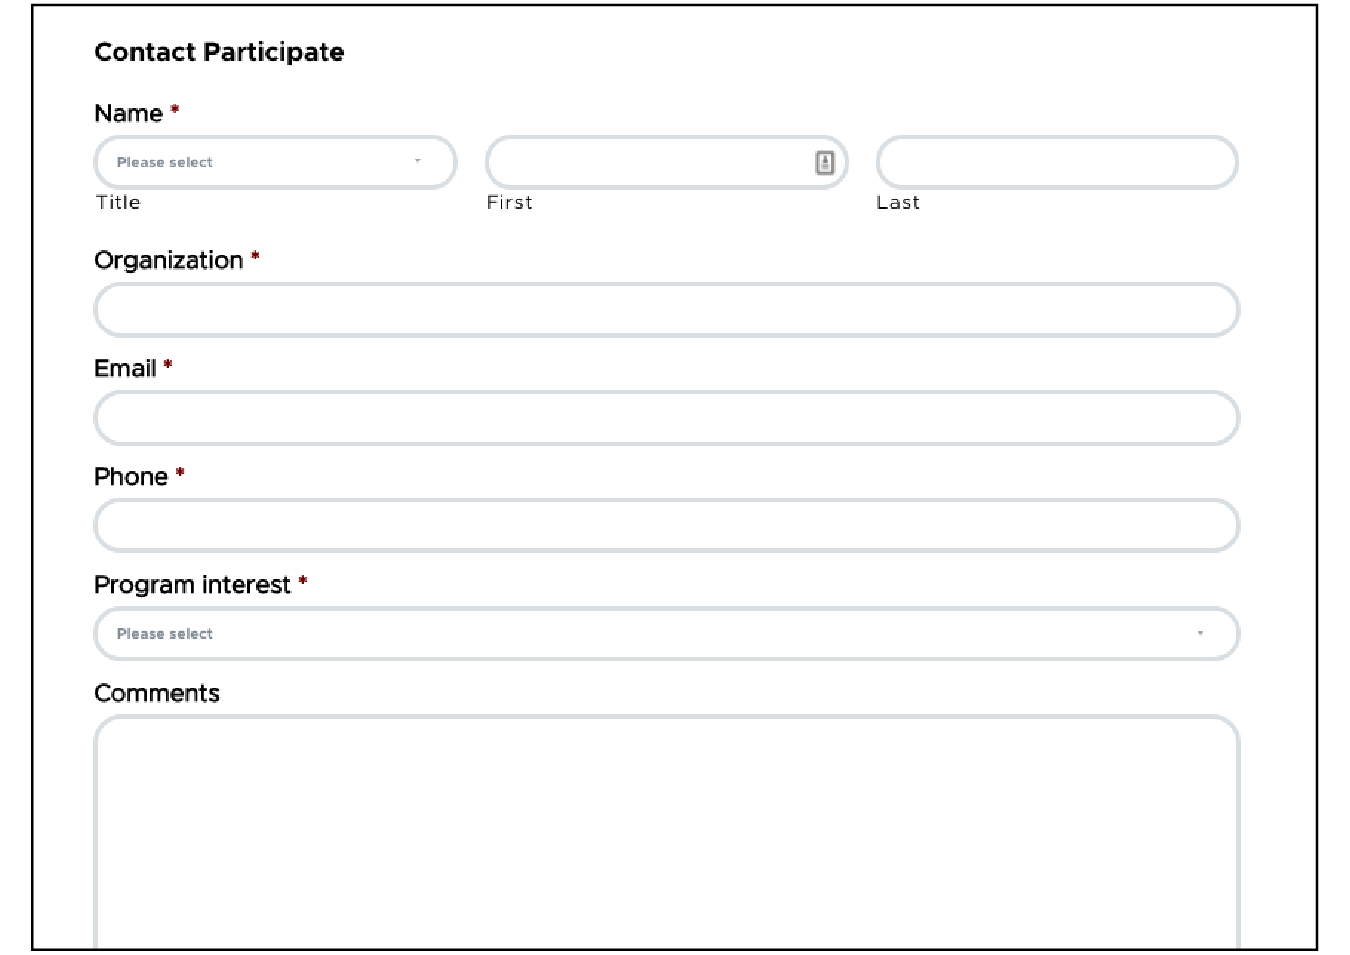 Contact Participate
Name *
Please select
Title First Last
Organization *
Email *
Phone *
Program interest *
Please select
Comments